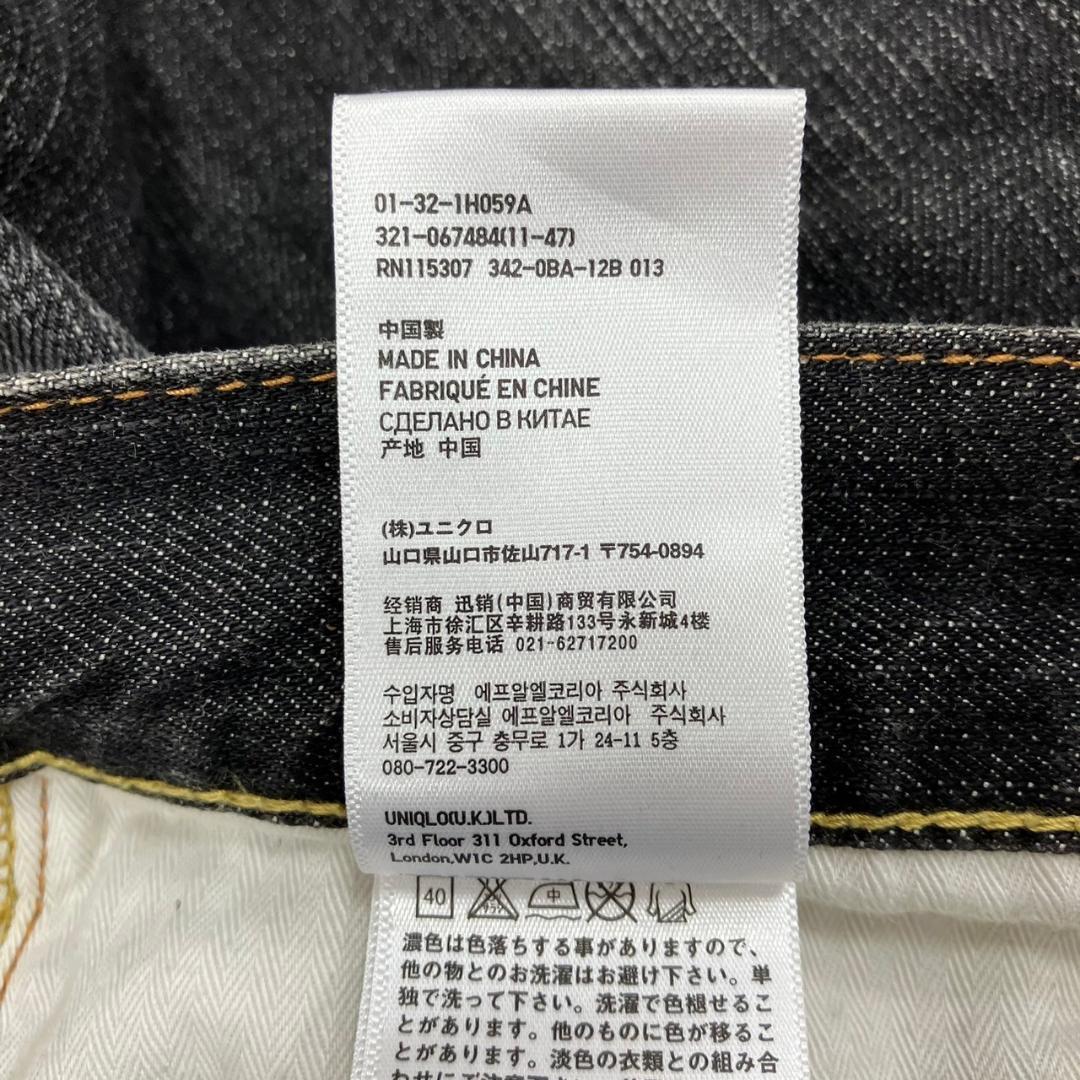 01-32-1H059A
321-067484(11-47)
RN115307 342-0BA-12B 013
中国製
MADE IN CHINA
FABRIQUÉ EN CHINE
СДЕЛАНО В КИТАЕ
产地 中国
(株)ユニクロ
山口県山口市佐山717-1 〒754-0894
经销商 迅销(中国)商贸有限公司
上海市徐汇区辛耕路133号永新城4楼
售后服务电话 021-62717200
수입자명 에프알엘코리아 주식회사
소비자상담실 에프알엘코리아 주식회사
서울시 중구 충무로 1가 24-11 5층
080-722-3300
UNIQLO(U.K.)LTD.
3rd Floor 311 Oxford Street,
London,W1C 2HP,U.K.
40 中
濃色は色落ちする事がありますので、
他の物とのお洗濯はお避け下さい。単
独で洗って下さい。洗濯で色褪せるこ
とがあります。他のものに色が移るこ
とがあります。淡色の衣類との組み合